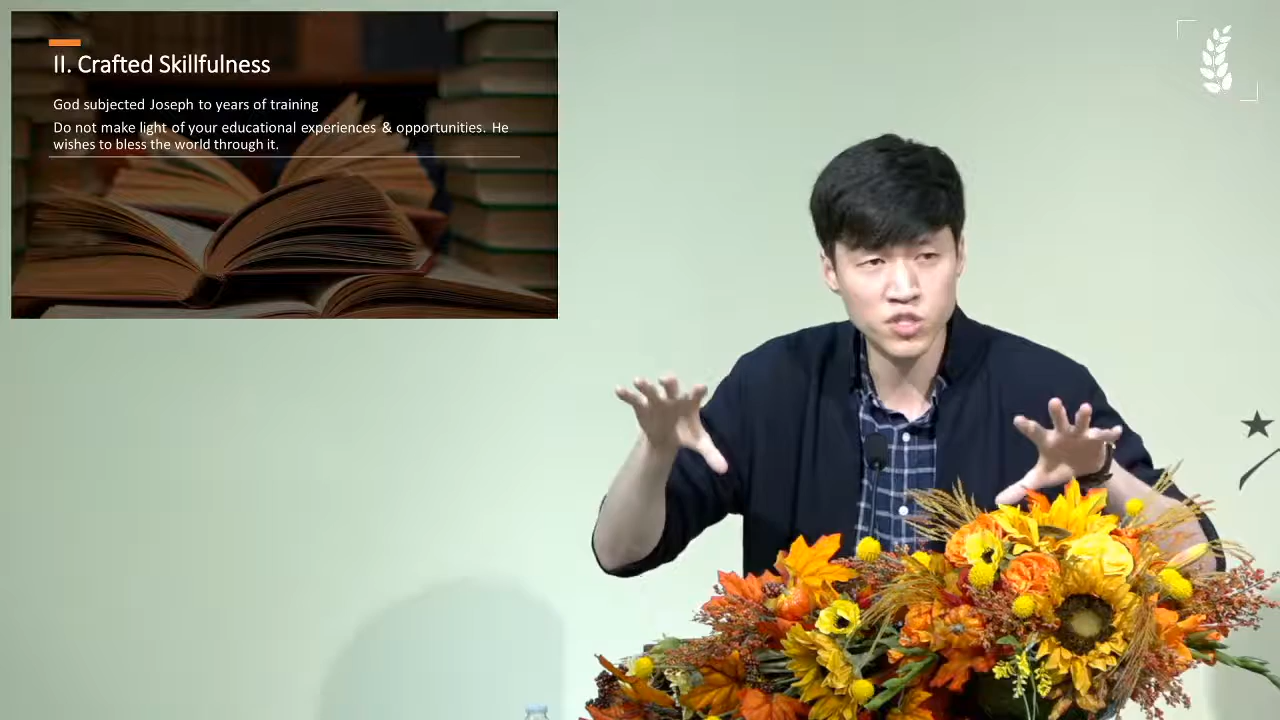 II. Crafted Skillfulness
God subjected Joseph to years of training
Do not make light of your educational experiences & opportunities. He
wishes to bless the world through it.